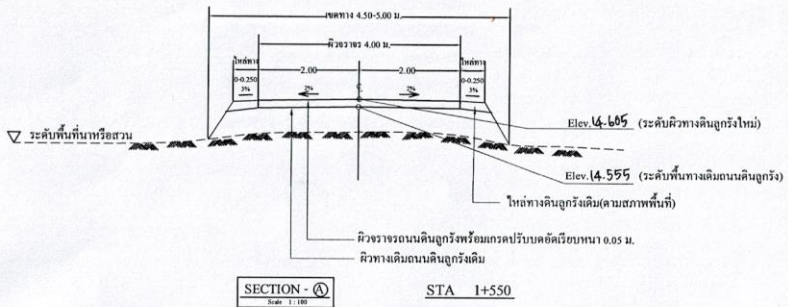 เขตทาง 4.50-5.00 ม.
ผิวจราจร 4.00 ม.
ไหล่ทาง
ไหล่ทาง
0-0.250
2.00
2.00
0-0.250
3%
2%
2%
3%
Elev. 14.605 (ระดับผิวทางดินลูกรังใหม่)
ระดับพื้นที่นาหรือสวน
Elev. 14.555 (ระดับพื้นทางเดิมถนนดินลูกรัง)
ไหล่ทางดินลูกรังเดิม(ตามสภาพพื้นที่)
ผิวจราจรถนนดินลูกรังพร้อมเกรดปรับบดอัดเรียบหนา 0.05 ม.
ผิวทางเดิมถนนดินลูกรังเดิม
SECTION - A
STA 1+550
Scale 1:100